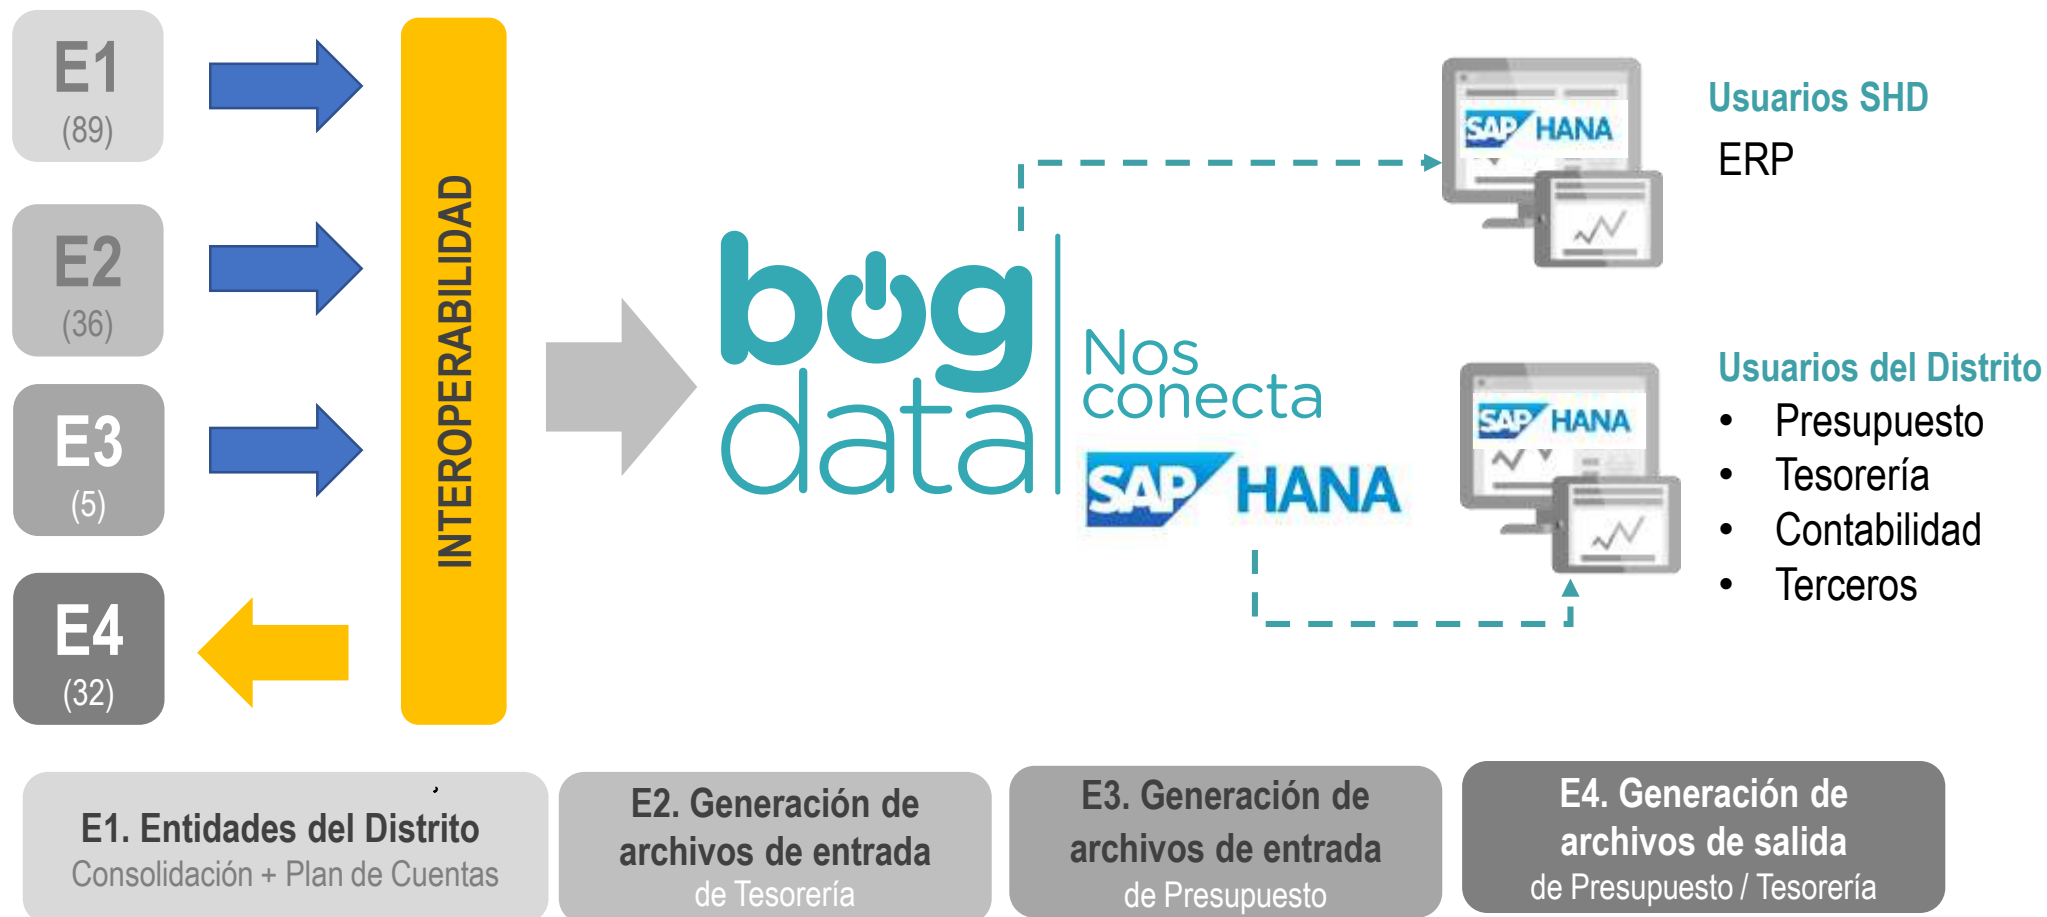 E1
(89)
E2
(36)
E3
(5)
E4
(32)
INTEROPERABILIDAD
bog
data
Nos
conecta
SAP HANA
SAP HANA
Usuarios SHD
ERP
SAP HANA
Usuarios del Distrito
• Presupuesto
• Tesorería
• Contabilidad
• Terceros
E1. Entidades del Distrito
Consolidación + Plan de Cuentas
E2. Generación de
archivos de entrada
de Tesorería
E3. Generación de
archivos de entrada
de Presupuesto
E4. Generación de
archivos de salida
de Presupuesto / Tesorería